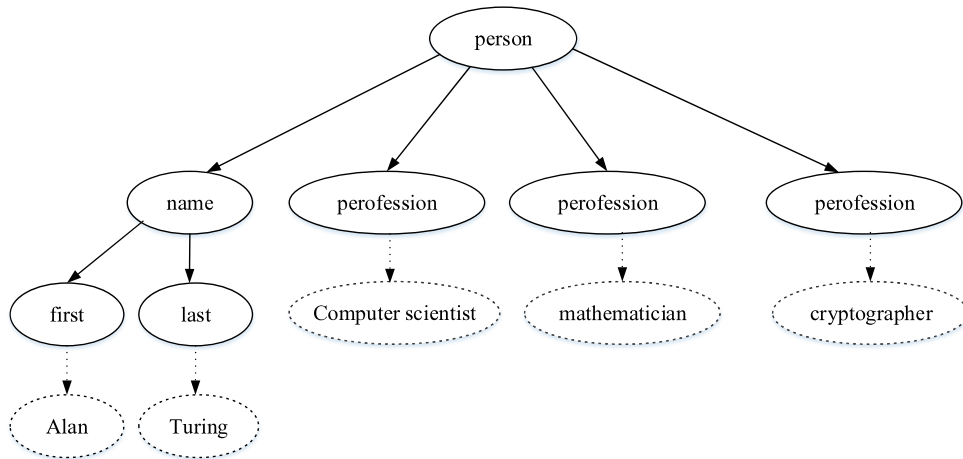 person
name
perofession
perofession
perofession
first
last
Computer scientist
mathematician
cryptographer
Alan
Turing